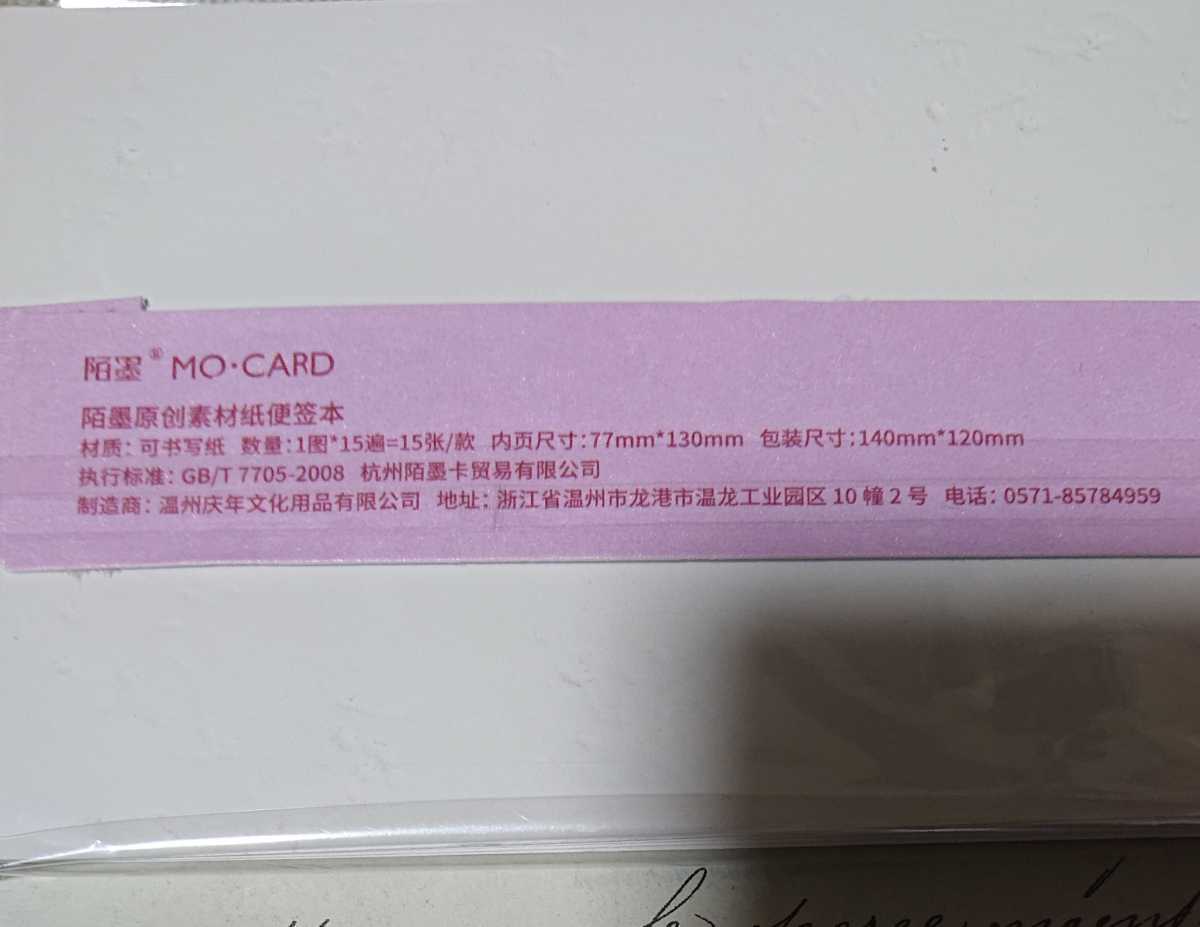 陌墨® MO·CARD
陌墨原创素材纸便签本
材质: 可书写纸 数量:1图*15遍=15张/款 内页尺寸:77mm*130mm 包装尺寸:140mm*120mm
执行标准: GB/T 7705-2008 杭州陌墨卡贸易有限公司
制造商: 温州庆年文化用品有限公司 地址: 浙江省温州市龙港市温龙工业园区10幢2号 电话: 0571-85784959